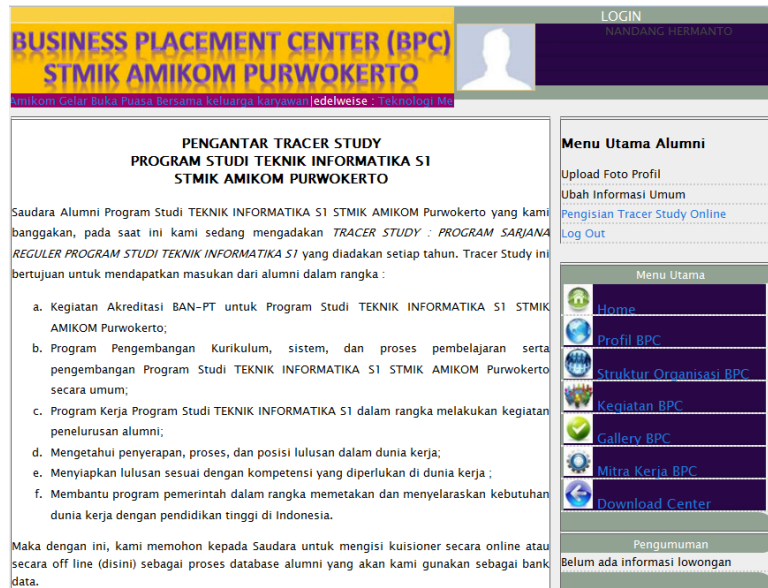 BUSINESS PLACEMENT CENTER (BPC)
STMIK AMIKOM PURWOKERTO
Amikom Gelar Buka Puasa Bersama keluarga karyawan|edelweise : Teknologi Me
LOGIN
NANDANG HERMANTO
PENGANTAR TRACER STUDY
PROGRAM STUDI TEKNIK INFORMATIKA S1
STMIK AMIKOM PURWOKERTO
Saudara Alumni Program Studi TEKNIK INFORMATIKA S1 STMIK AMIKOM Purwokerto yang kami
banggakan, pada saat ini kami sedang mengadakan TRACER STUDY : PROGRAM SARJANA
REGULER PROGRAM STUDI TEKNIK INFORMATIKA S1 yang diadakan setiap tahun. Tracer Study ini
bertujuan untuk mendapatkan masukan dari alumni dalam rangka :
a. Kegiatan Akreditasi BAN-PT untuk Program Studi TEKNIK INFORMATIKA S1 STMIK
AMIKOM Purwokerto;
b. Program Pengembangan Kurikulum, sistem, dan proses pembelajaran serta
pengembangan Program Studi TEKNIK INFORMATIKA S1 STMIK AMIKOM Purwokerto
secara umum;
c. Program Kerja Program Studi TEKNIK INFORMATIKA S1 dalam rangka melakukan kegiatan
penelurusan alumni;
d. Mengetahui penyerapan, proses, dan posisi lulusan dalam dunia kerja;
e. Menyiapkan lulusan sesuai dengan kompetensi yang diperlukan di dunia kerja ;
f. Membantu program pemerintah dalam rangka memetakan dan menyelaraskan kebutuhan
dunia kerja dengan pendidikan tinggi di Indonesia.
Maka dengan ini, kami memohon kepada Saudara untuk mengisi kuisioner secara online atau
secara off line (disini) sebagai proses database alumni yang akan kami gunakan sebagai bank
data.
Menu Utama Alumni
Upload Foto Profil
Ubah Informasi Umum
Pengisian Tracer Study Online
Log Out
Menu Utama
Home
Profil BPC
Struktur Organisasi BPC
Kegiatan BPC
Gallery BPC
Mitra Kerja BPC
Download Center
Pengumuman
Belum ada informasi lowongan